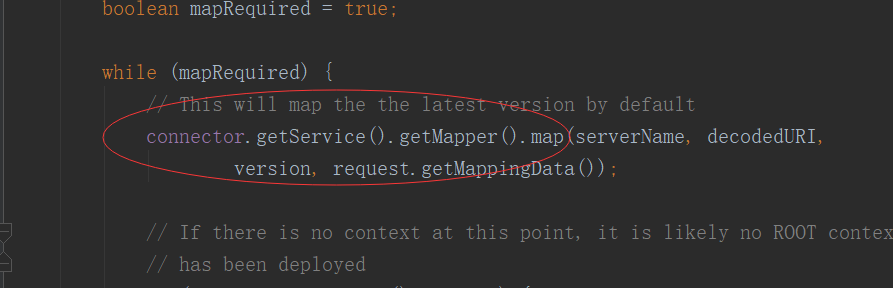 boolean mapRequired = true;
while (mapRequired) {
// This will map the the latest version by default
connector.getService().getMapper().map(serverName, decodedURI,
version, request.getMappingData());
// If there is no context at this point, it is likely no ROOT contex
// has been deployed